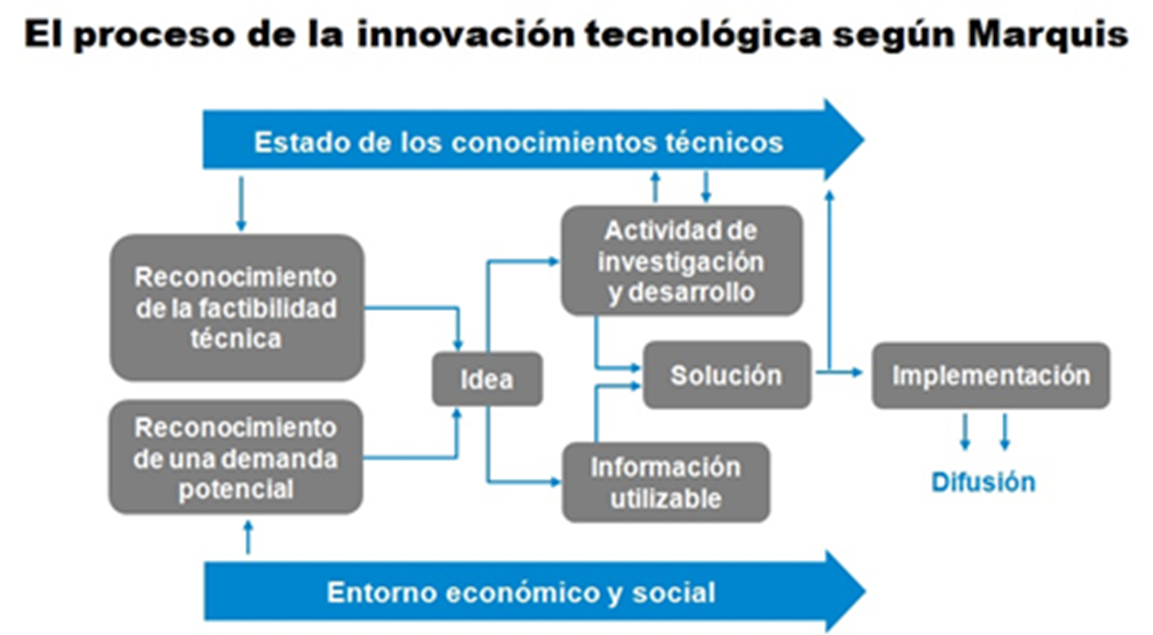 El proceso de la innovación tecnológica según Marquis
Estado de los conocimientos técnicos
Reconocimiento
de la factibilidad
técnica
Actividad de
investigación
y desarrollo
Idea
Solución
Implementación
Reconocimiento
de una demanda
potencial
Información
utilizable
Difusión
Entorno económico y social